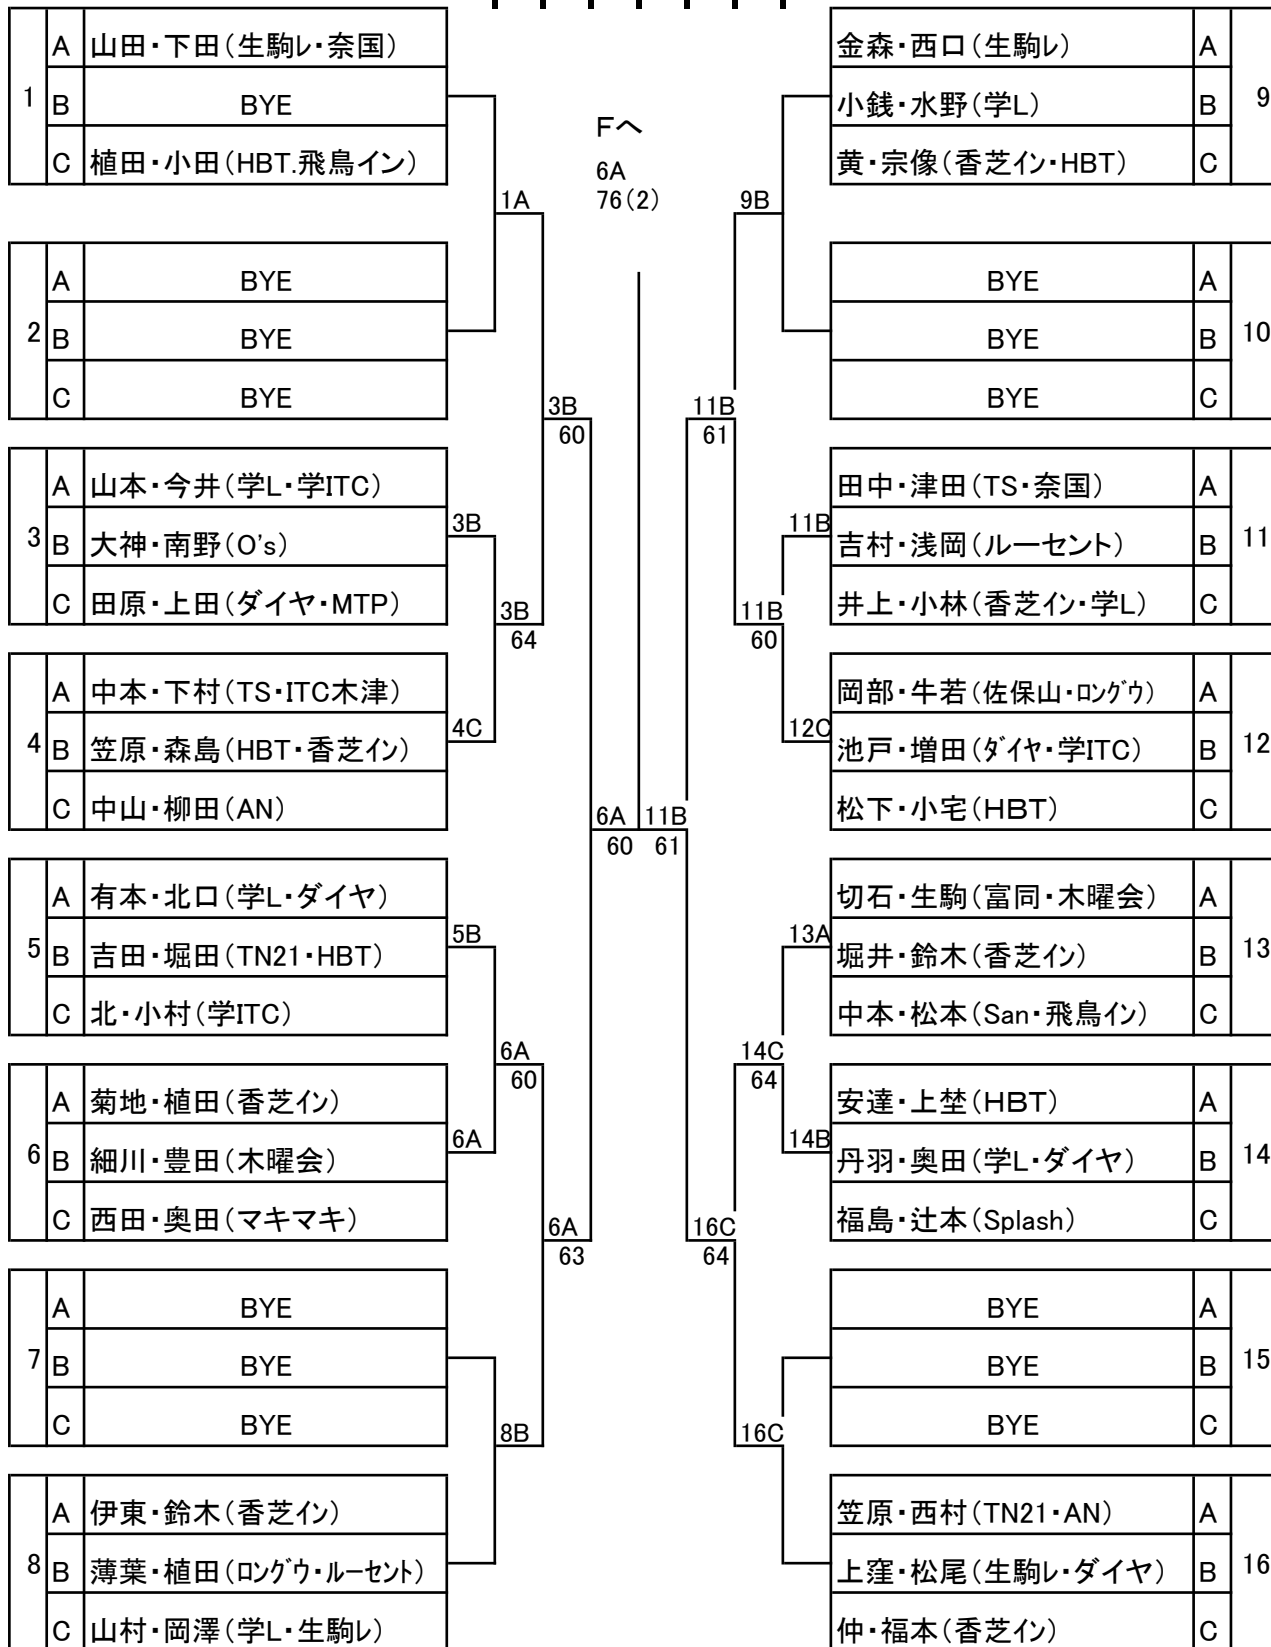 1
A 山田・下田(生駒レ・奈国)
B BYE
C 植田・小田(HBT.飛鳥イン)
2
A BYE
B BYE
C BYE
3
A 山本・今井(学L・学ITC)
B 大神・南野(O's)
C 田原・上田(ダイヤ・MTP)
4
A 中本・下村(TS・ITC木津)
B 笠原・森島(HBT・香芝イン)
C 中山・柳田(AN)
5
A 有本・北口(学L・ダイヤ)
B 吉田・堀田(TN21・HBT)
C 北・小村(学ITC)
6
A 菊地・植田(香芝イン)
B 細川・豊田(木曜会)
C 西田・奥田(マキマキ)
7
A BYE
B BYE
C BYE
8
A 伊東・鈴木(香芝イン)
B 薄葉・植田(ロングウ・ルーセント)
C 山村・岡澤(学L・生駒レ)
1A
3B
60
3B
3B
64
4C
5B
6A
60
6A
6A
63
8B
Fへ
6A
76(2)
6A 11B
60 61
9B
11B
61
11B
11B
60
12C
13A
14C
64
14B
16C
64
16C
金森・西口(生駒レ) A
小銭・水野(学L) B
黄・宗像(香芝イン・HBT) C
9
BYE A
BYE B
BYE C
10
田中・津田(TS・奈国) A
吉村・浅岡(ルーセント) B
井上・小林(香芝イン・学L) C
11
岡部・牛若(佐保山・ロングウ) A
池戸・増田(ダイヤ・学ITC) B
松下・小宅(HBT) C
12
切石・生駒(富同・木曜会) A
堀井・鈴木(香芝イン) B
中本・松本(San・飛鳥イン) C
13
安達・上埜(HBT) A
丹羽・奥田(学L・ダイヤ) B
福島・辻本(Splash) C
14
BYE A
BYE B
BYE C
15
笠原・西村(TN21・AN) A
上窪・松尾(生駒レ・ダイヤ) B
仲・福本(香芝イン) C
16